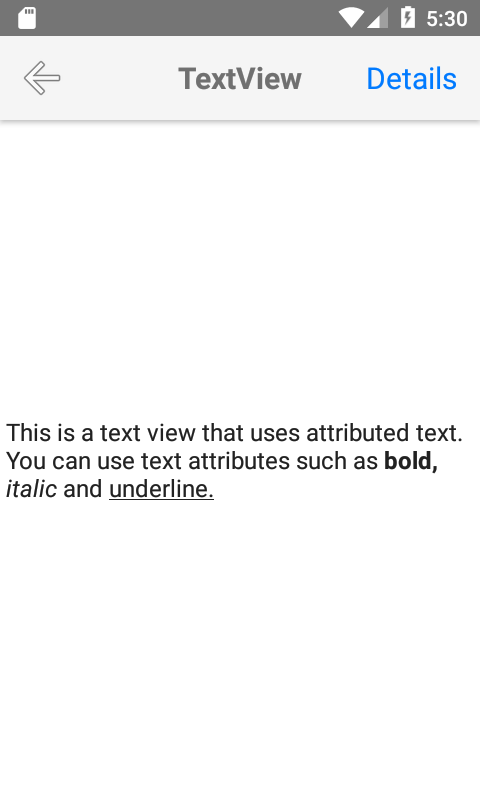 5:30
TextView
Details
This is a text view that uses attributed text.
You can use text attributes such as bold,
italic and underline.